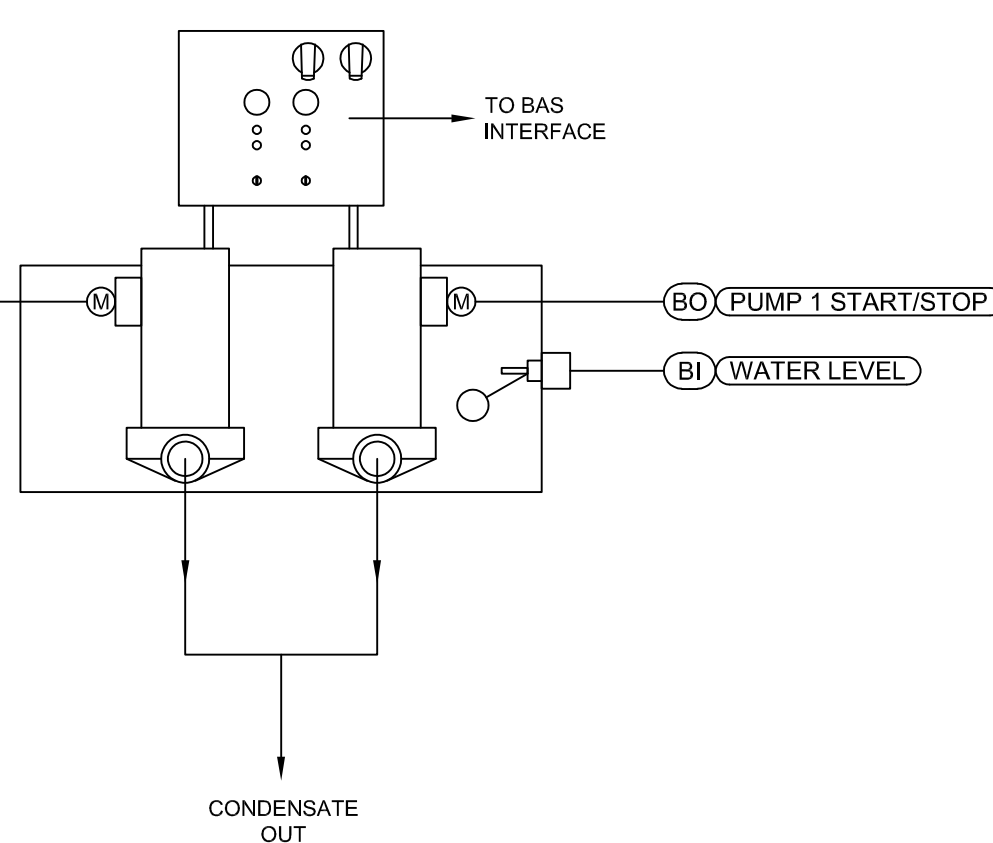 TO BAS
INTERFACE
M
M
BO PUMP 1 START/STOP
BI WATER LEVEL
CONDENSATE
OUT